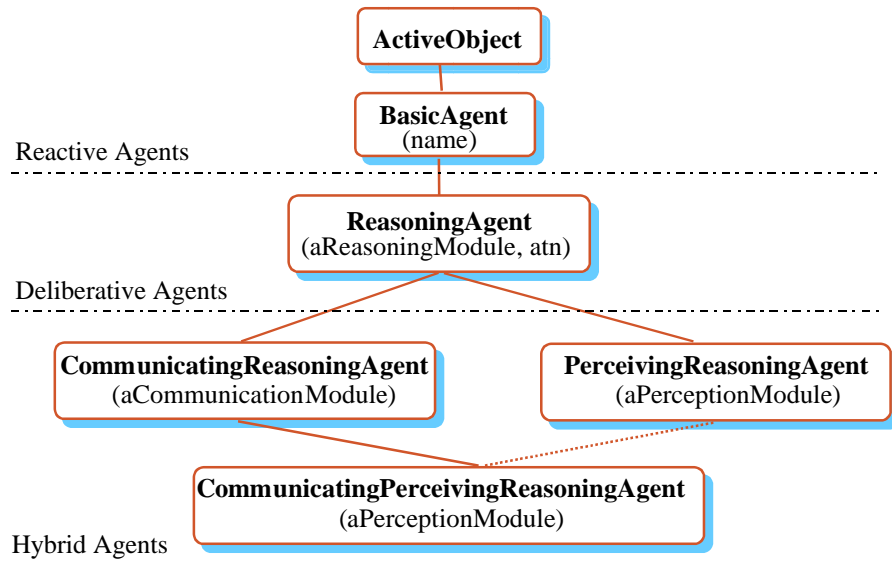 ActiveObject
BasicAgent
(name)
Reactive Agents
ReasoningAgent
(aReasoningModule, atn)
Deliberative Agents
CommunicatingReasoningAgent
(aCommunicationModule)
PerceivingReasoningAgent
(aPerceptionModule)
CommunicatingPerceivingReasoningAgent
(aPerceptionModule)
Hybrid Agents